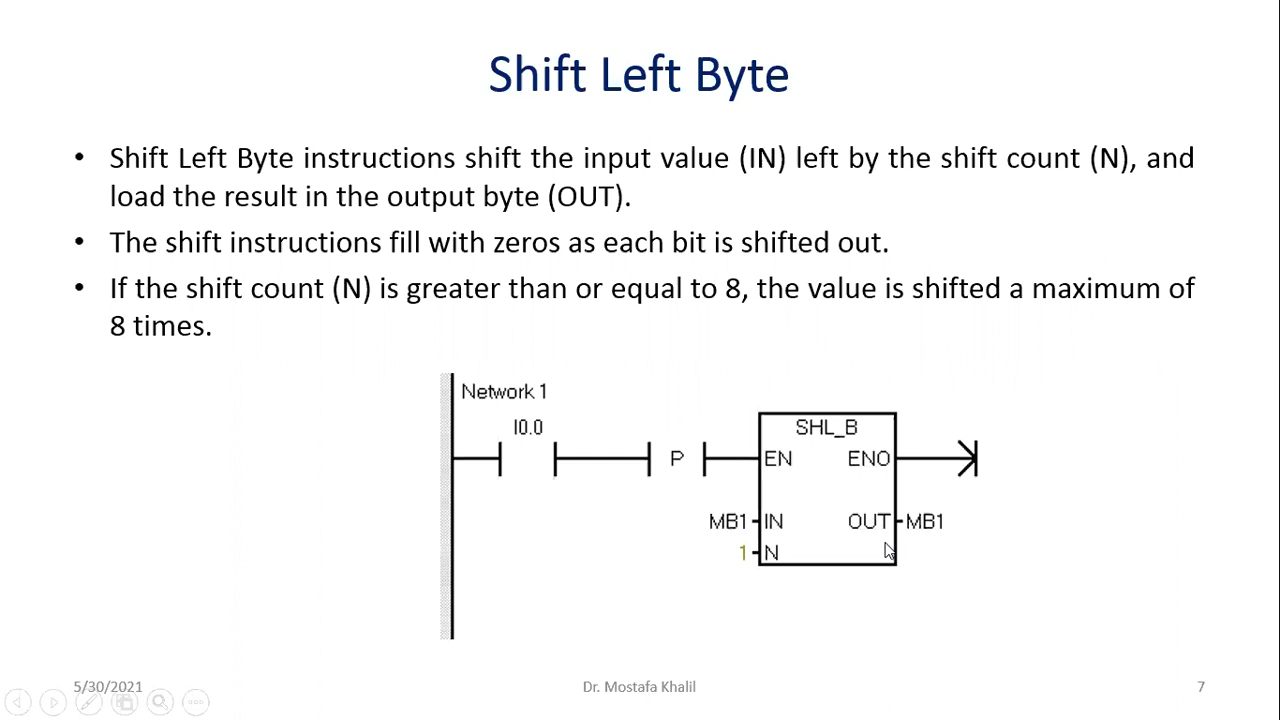 Shift Left Byte
• Shift Left Byte instructions shift the input value (IN) left by the shift count (N), and
load the result in the output byte (OUT).
• The shift instructions fill with zeros as each bit is shifted out.
• If the shift count (N) is greater than or equal to 8, the value is shifted a maximum of
8 times.
Network 1
I0.0
SHL_B
P
EN ENO
MB1 IN OUT MB1
1 N
5/30/2021 Dr. Mostafa Khalil 7